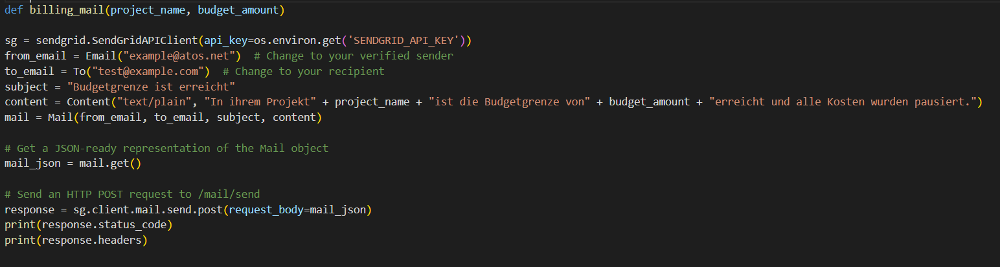 def billing_mail(project_name, budget_amount)
sg = sendgrid.SendGridAPIClient(api_key=os.environ.get('SENDGRID_API_KEY'))
from_email = Email("example@atos.net")  # Change to your verified sender
to_email = To("test@example.com")  # Change to your recipient
subject = "Budgetgrenze ist erreicht"
content = Content("text/plain", "In ihrem Projekt" + project_name + "ist die Budgetgrenze von" + budget_amount + "erreicht und alle Kosten wurden pausiert.")
mail = Mail(from_email, to_email, subject, content)
# Get a JSON-ready representation of the Mail object
mail_json = mail.get()
# Send an HTTP POST request to /mail/send
response = sg.client.mail.send.post(request_body=mail_json)
print(response.status_code)
print(response.headers)